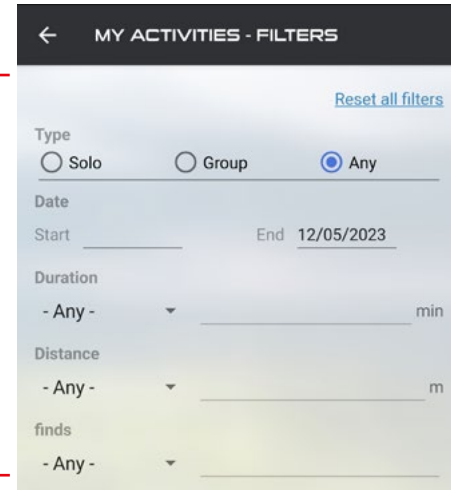 MY ACTIVITIES - FILTERS
Reset all filters
Type
Solo Group Any
Date
Start End 12/05/2023
Duration
- Any - min
Distance
- Any - m
finds
- Any -